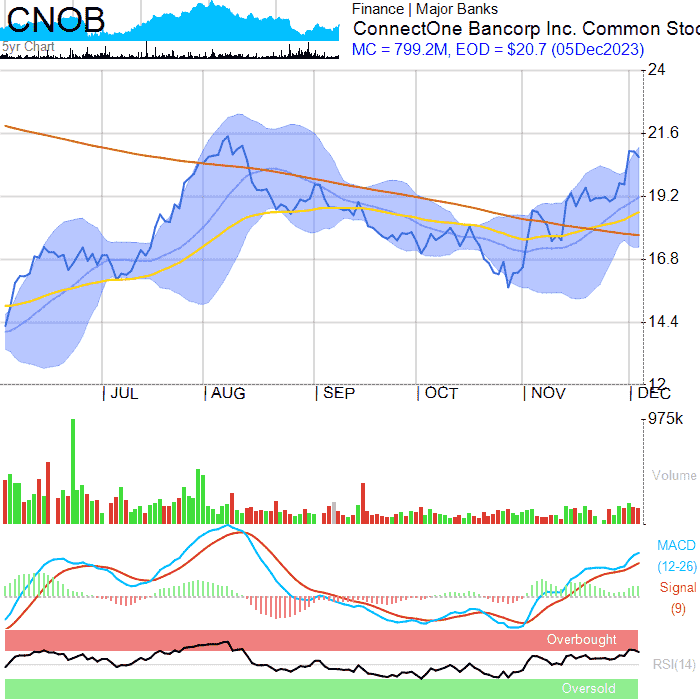 CNOB
5yr Chart
Finance | Major Banks
ConnectOne Bancorp Inc. Common Stoc
MC = 799.2M, EOD = $20.7 (05Dec2023)
24
21.6
19.2
16.8
14.4
12
JUL
AUG
SEP
OCT
NOV
DEC
975k
Volume
MACD
(12-26)
Signal
(9)
Overbought
RSI(14)
Oversold